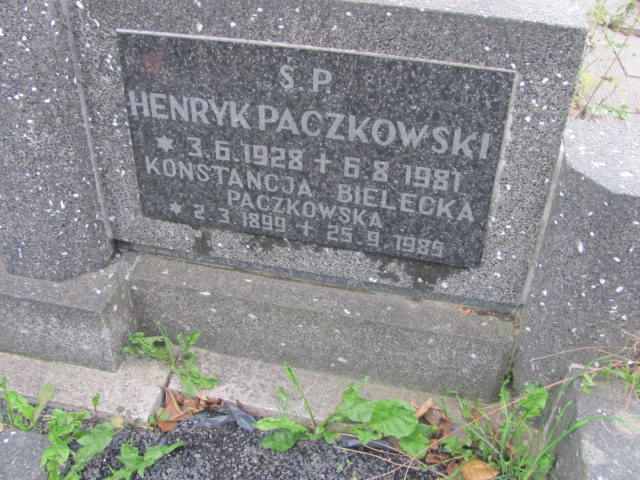 Ś.P.
HENRYK PACZKOWSKI
* 3.6.1928 + 6.8.1981
KONSTANCJA BIELECKA
PACZKOWSKA
* 2.3.1899 + 25.9.1985